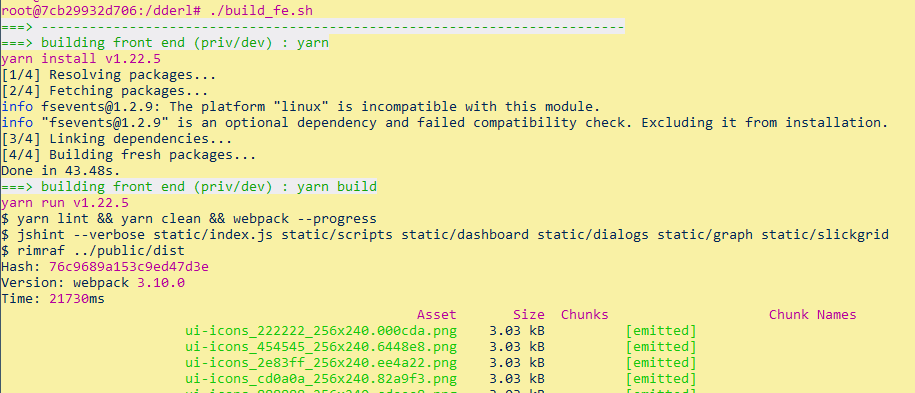 root@7cb29932d706:/dderl# ./build_fe.sh
===> -------------------------------------------------------------------------
===> building front end (priv/dev) : yarn
yarn install v1.22.5
[1/4] Resolving packages...
[2/4] Fetching packages...
info fsevents@1.2.9: The platform "linux" is incompatible with this module.
info "fsevents@1.2.9" is an optional dependency and failed compatibility check. Excluding it from installation.
[3/4] Linking dependencies...
[4/4] Building fresh packages...
Done in 43.48s.
===> building front end (priv/dev) : yarn build
yarn run v1.22.5
$ yarn lint && yarn clean && webpack --progress
$ jshint --verbose static/index.js static/scripts static/dashboard static/dialogs static/graph static/slickgrid
$ rimraf ../public/dist
Hash: 76c9689a153c9ed47d3e
Version: webpack 3.10.0
Time: 21730ms
Asset Size Chunks Chunk Names
ui-icons_222222_256x240.000cda.png 3.03 kB [emitted]
ui-icons_454545_256x240.6448e8.png 3.03 kB [emitted]
ui-icons_2e83ff_256x240.ee4a22.png 3.03 kB [emitted]
ui-icons_cd0a0a_256x240.82a9f3.png 3.03 kB [emitted]